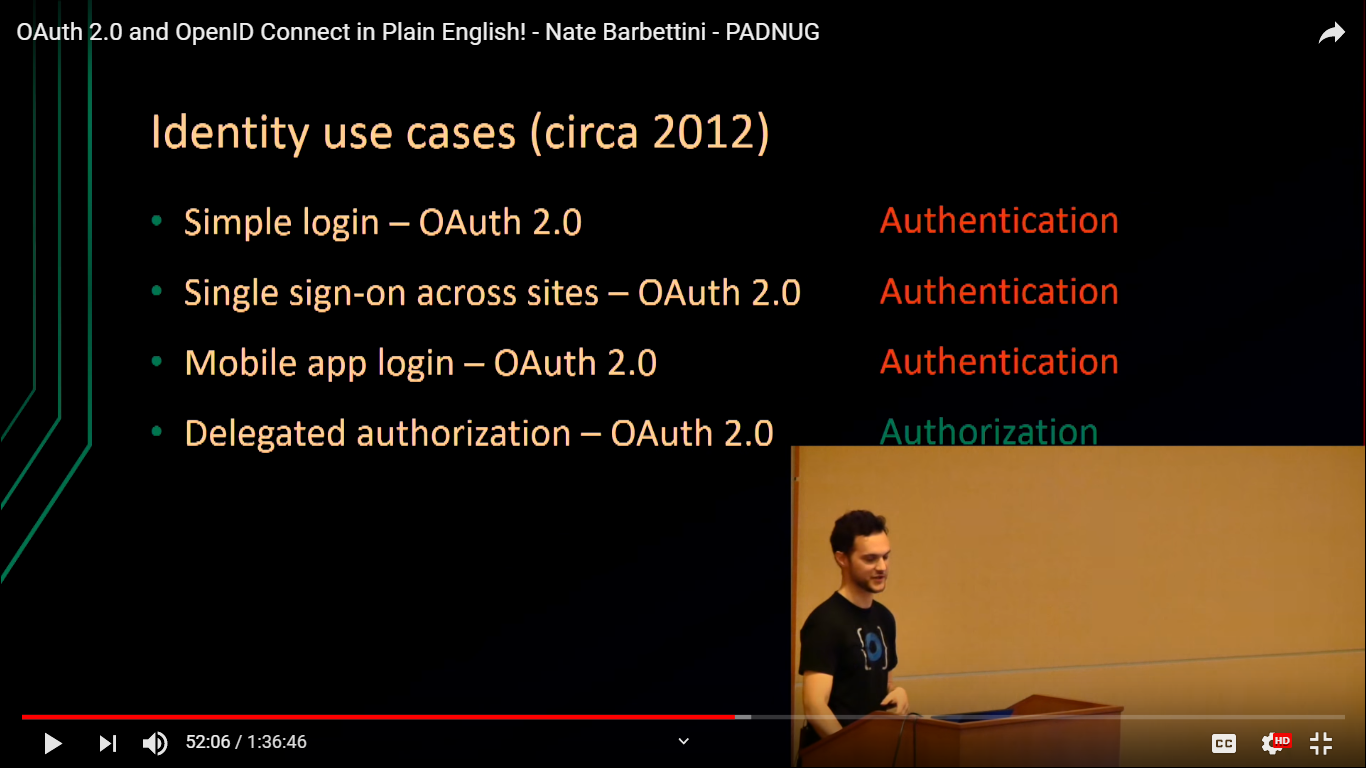 OAuth 2.0 and OpenID Connect in Plain English! - Nate Barbettini - PADNUG
Identity use cases (circa 2012)
• Simple login – OAuth 2.0 Authentication
• Single sign-on across sites – OAuth 2.0 Authentication
• Mobile app login – OAuth 2.0 Authentication
• Delegated authorization – OAuth 2.0 Authorization
52:06 / 1:36:46
CC
HD